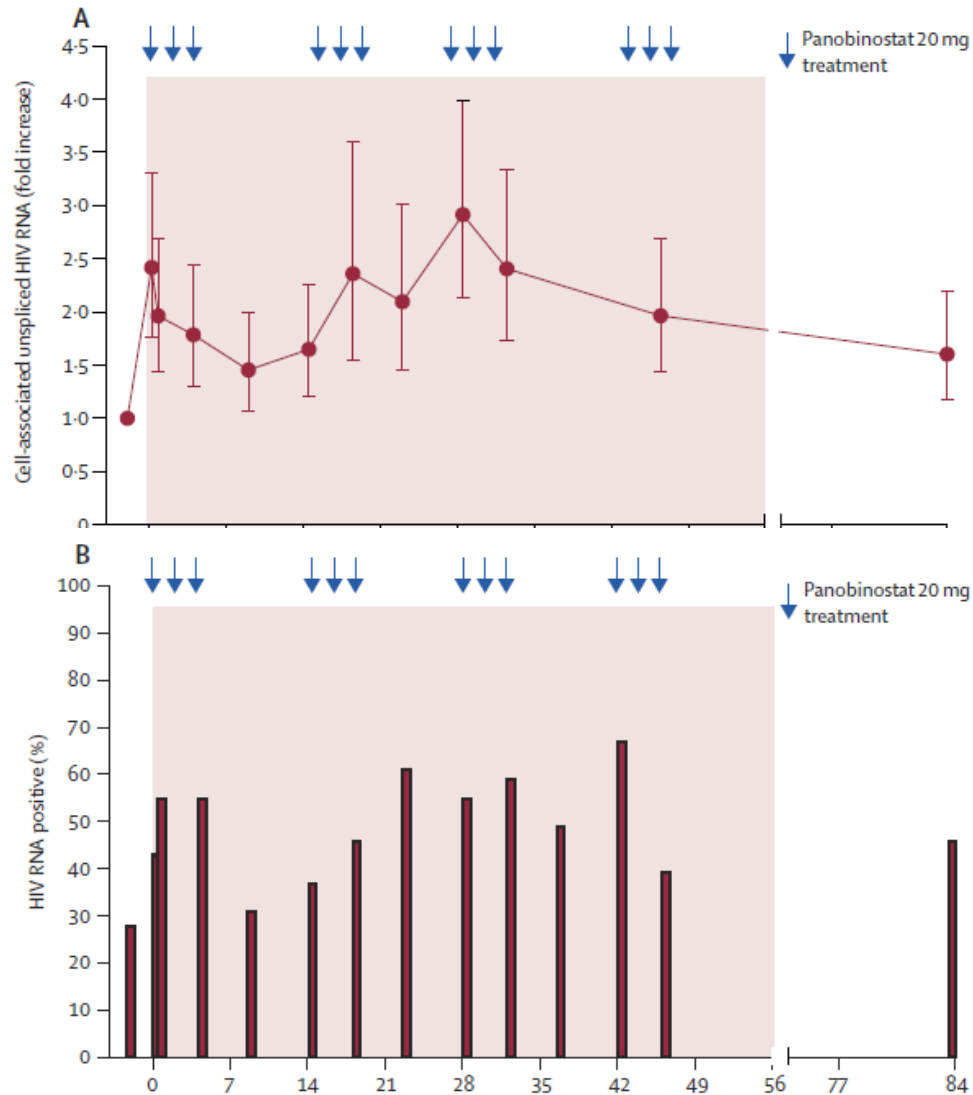 A
Panobinostat 20 mg
treatment
Cell-associated unspliced HIV RNA (fold increase)
4·5
4·0
3·5
3·0
2·5
2·0
1·5
1·0
0·5
0
B
Panobinostat 20 mg
treatment
HIV RNA positive (%)
100
90
80
70
60
50
40
30
20
10
0
0 7 14 21 28 35 42 49 56 77 84